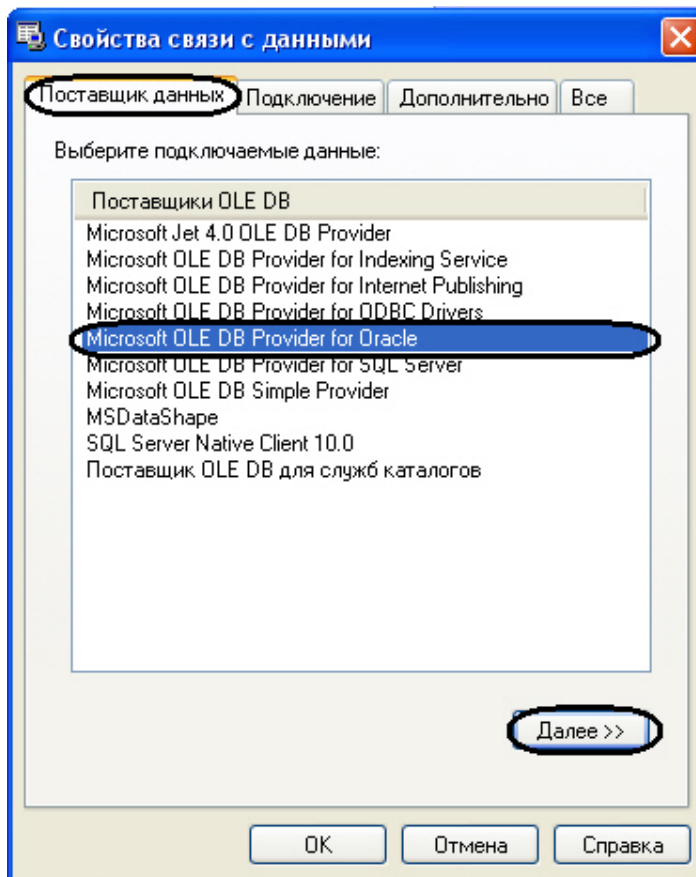 Свойства связи с данными
Поставщик данных Подключение Дополнительно Все
Выберите подключаемые данные:
Поставщики OLE DB
Microsoft Jet 4.0 OLE DB Provider
Microsoft OLE DB Provider for Indexing Service
Microsoft OLE DB Provider for Internet Publishing
Microsoft OLE DB Provider for ODBC Drivers
Microsoft OLE DB Provider for Oracle
Microsoft OLE DB Provider for SQL Server
Microsoft OLE DB Simple Provider
MSDataShape
SQL Server Native Client 10.0
Поставщик OLE DB для служб каталогов
Далее >>
OK Отмена Справка